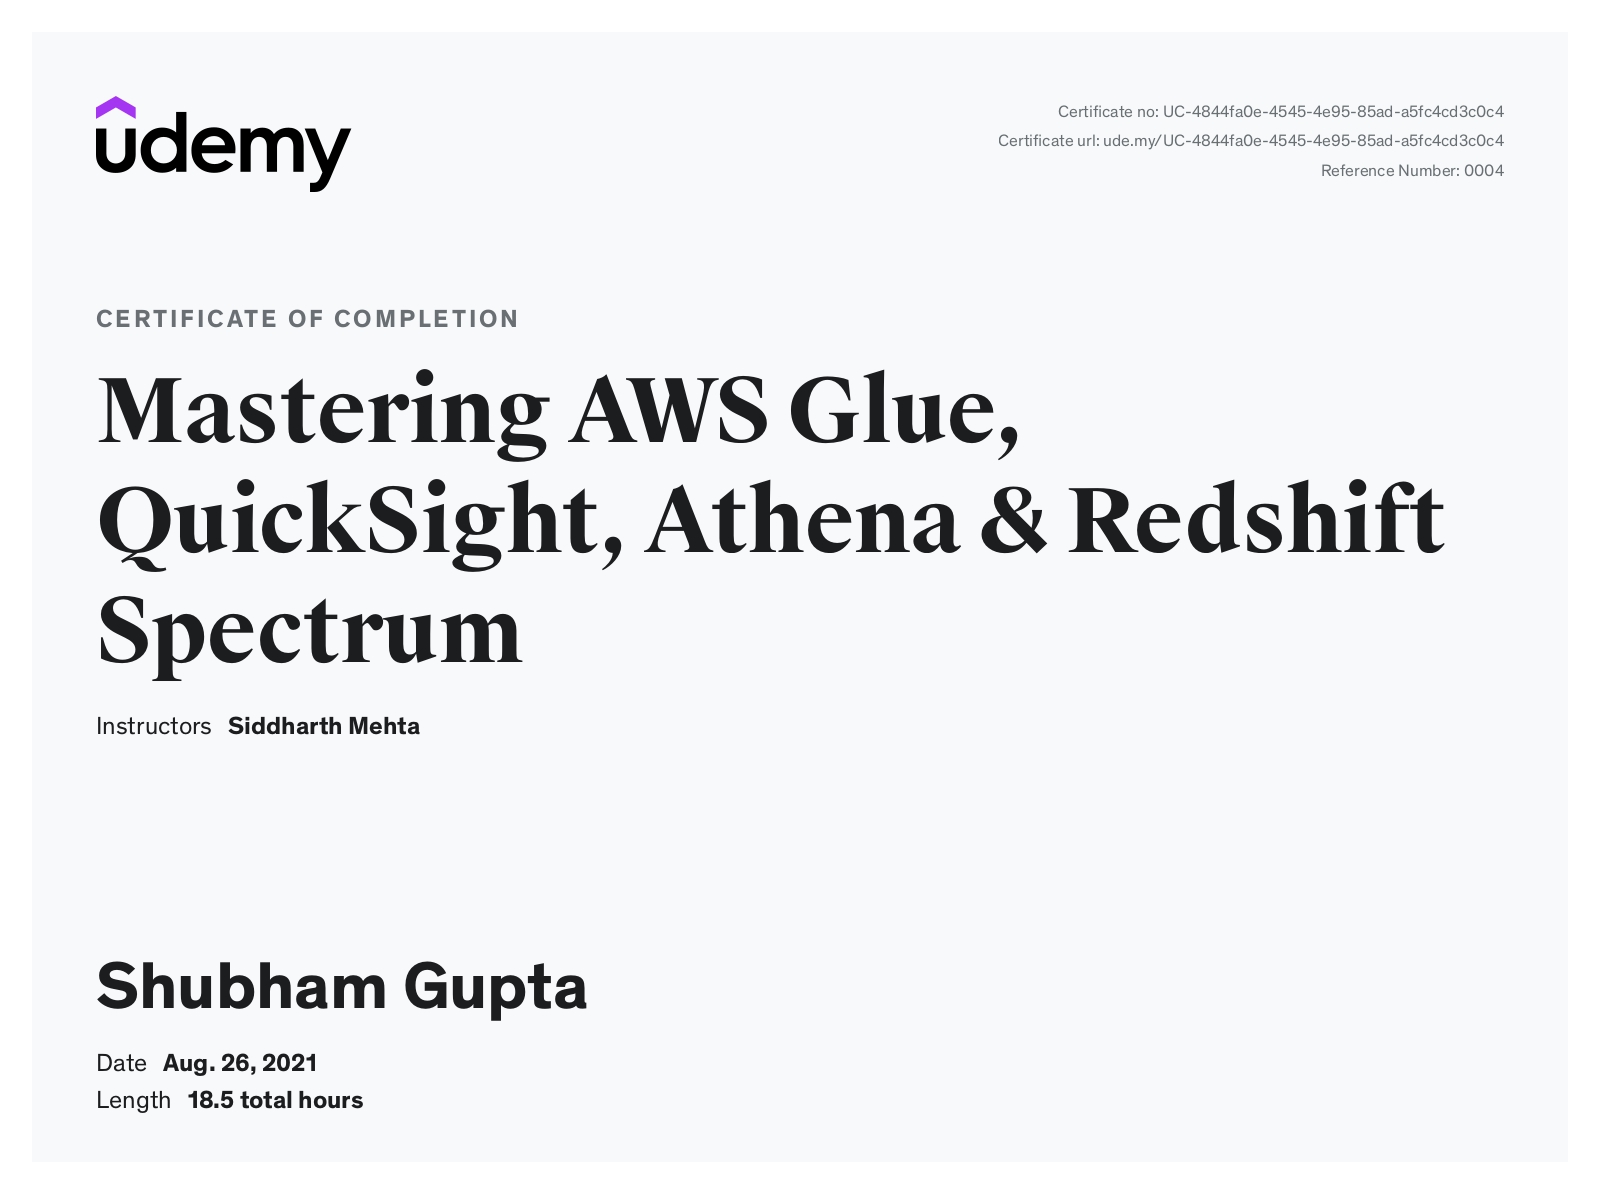 udemy
Certificate no: UC-4844fa0e-4545-4e95-85ad-a5fc4cd3c0c4
Certificate url: ude.my/UC-4844fa0e-4545-4e95-85ad-a5fc4cd3c0c4
Reference Number: 0004
CERTIFICATE OF COMPLETION
Mastering AWS Glue,
QuickSight, Athena & Redshift
Spectrum
Instructors Siddharth Mehta
Shubham Gupta
Date Aug. 26, 2021
Length 18.5 total hours